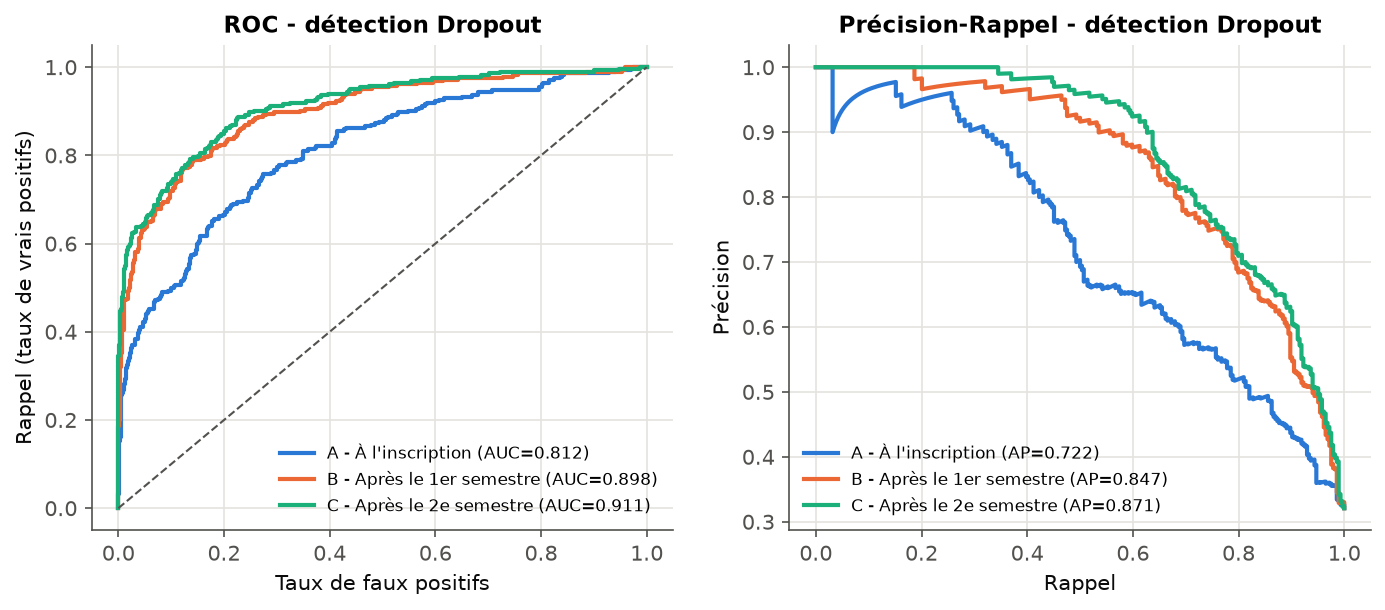 ROC - détection Dropout
Rappel (taux de vrais positifs)
1.0
0.8
0.6
0.4
0.2
0.0
A - À l'inscription (AUC=0.812)
B - Après le 1er semestre (AUC=0.898)
C - Après le 2e semestre (AUC=0.911)
0.0 0.2 0.4 0.6 0.8 1.0
Taux de faux positifs
Précision-Rappel - détection Dropout
Précision
1.0
0.9
0.8
0.7
0.6
0.5
0.4
0.3
A - À l'inscription (AP=0.722)
B - Après le 1er semestre (AP=0.847)
C - Après le 2e semestre (AP=0.871)
0.0 0.2 0.4 0.6 0.8 1.0
Rappel